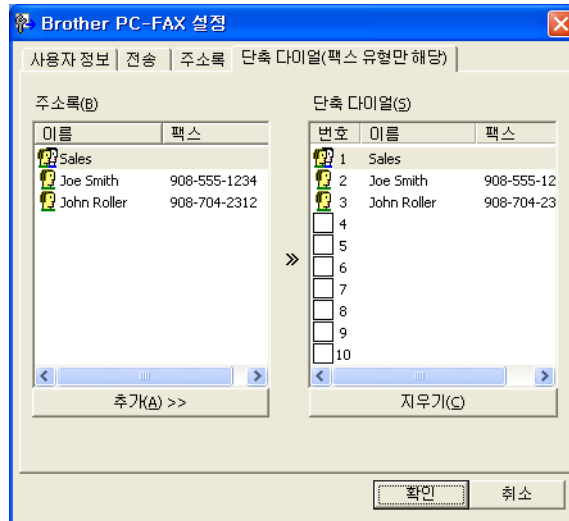 Brother PC-FAX 설정
사용자 정보 전송 주소록 단축 다이얼(팩스 유형만 해당)
주소록(B) 단축 다이얼(S)
이름 팩스 번호 이름 팩스
Sales 1 Sales
Joe Smith 908-555-1234 2 Joe Smith 908-555-12
John Roller 908-704-2312 3 John Roller 908-704-23
4
5
6
7
8
9
10
추가(A) >> 지우기(C)
확인 취소